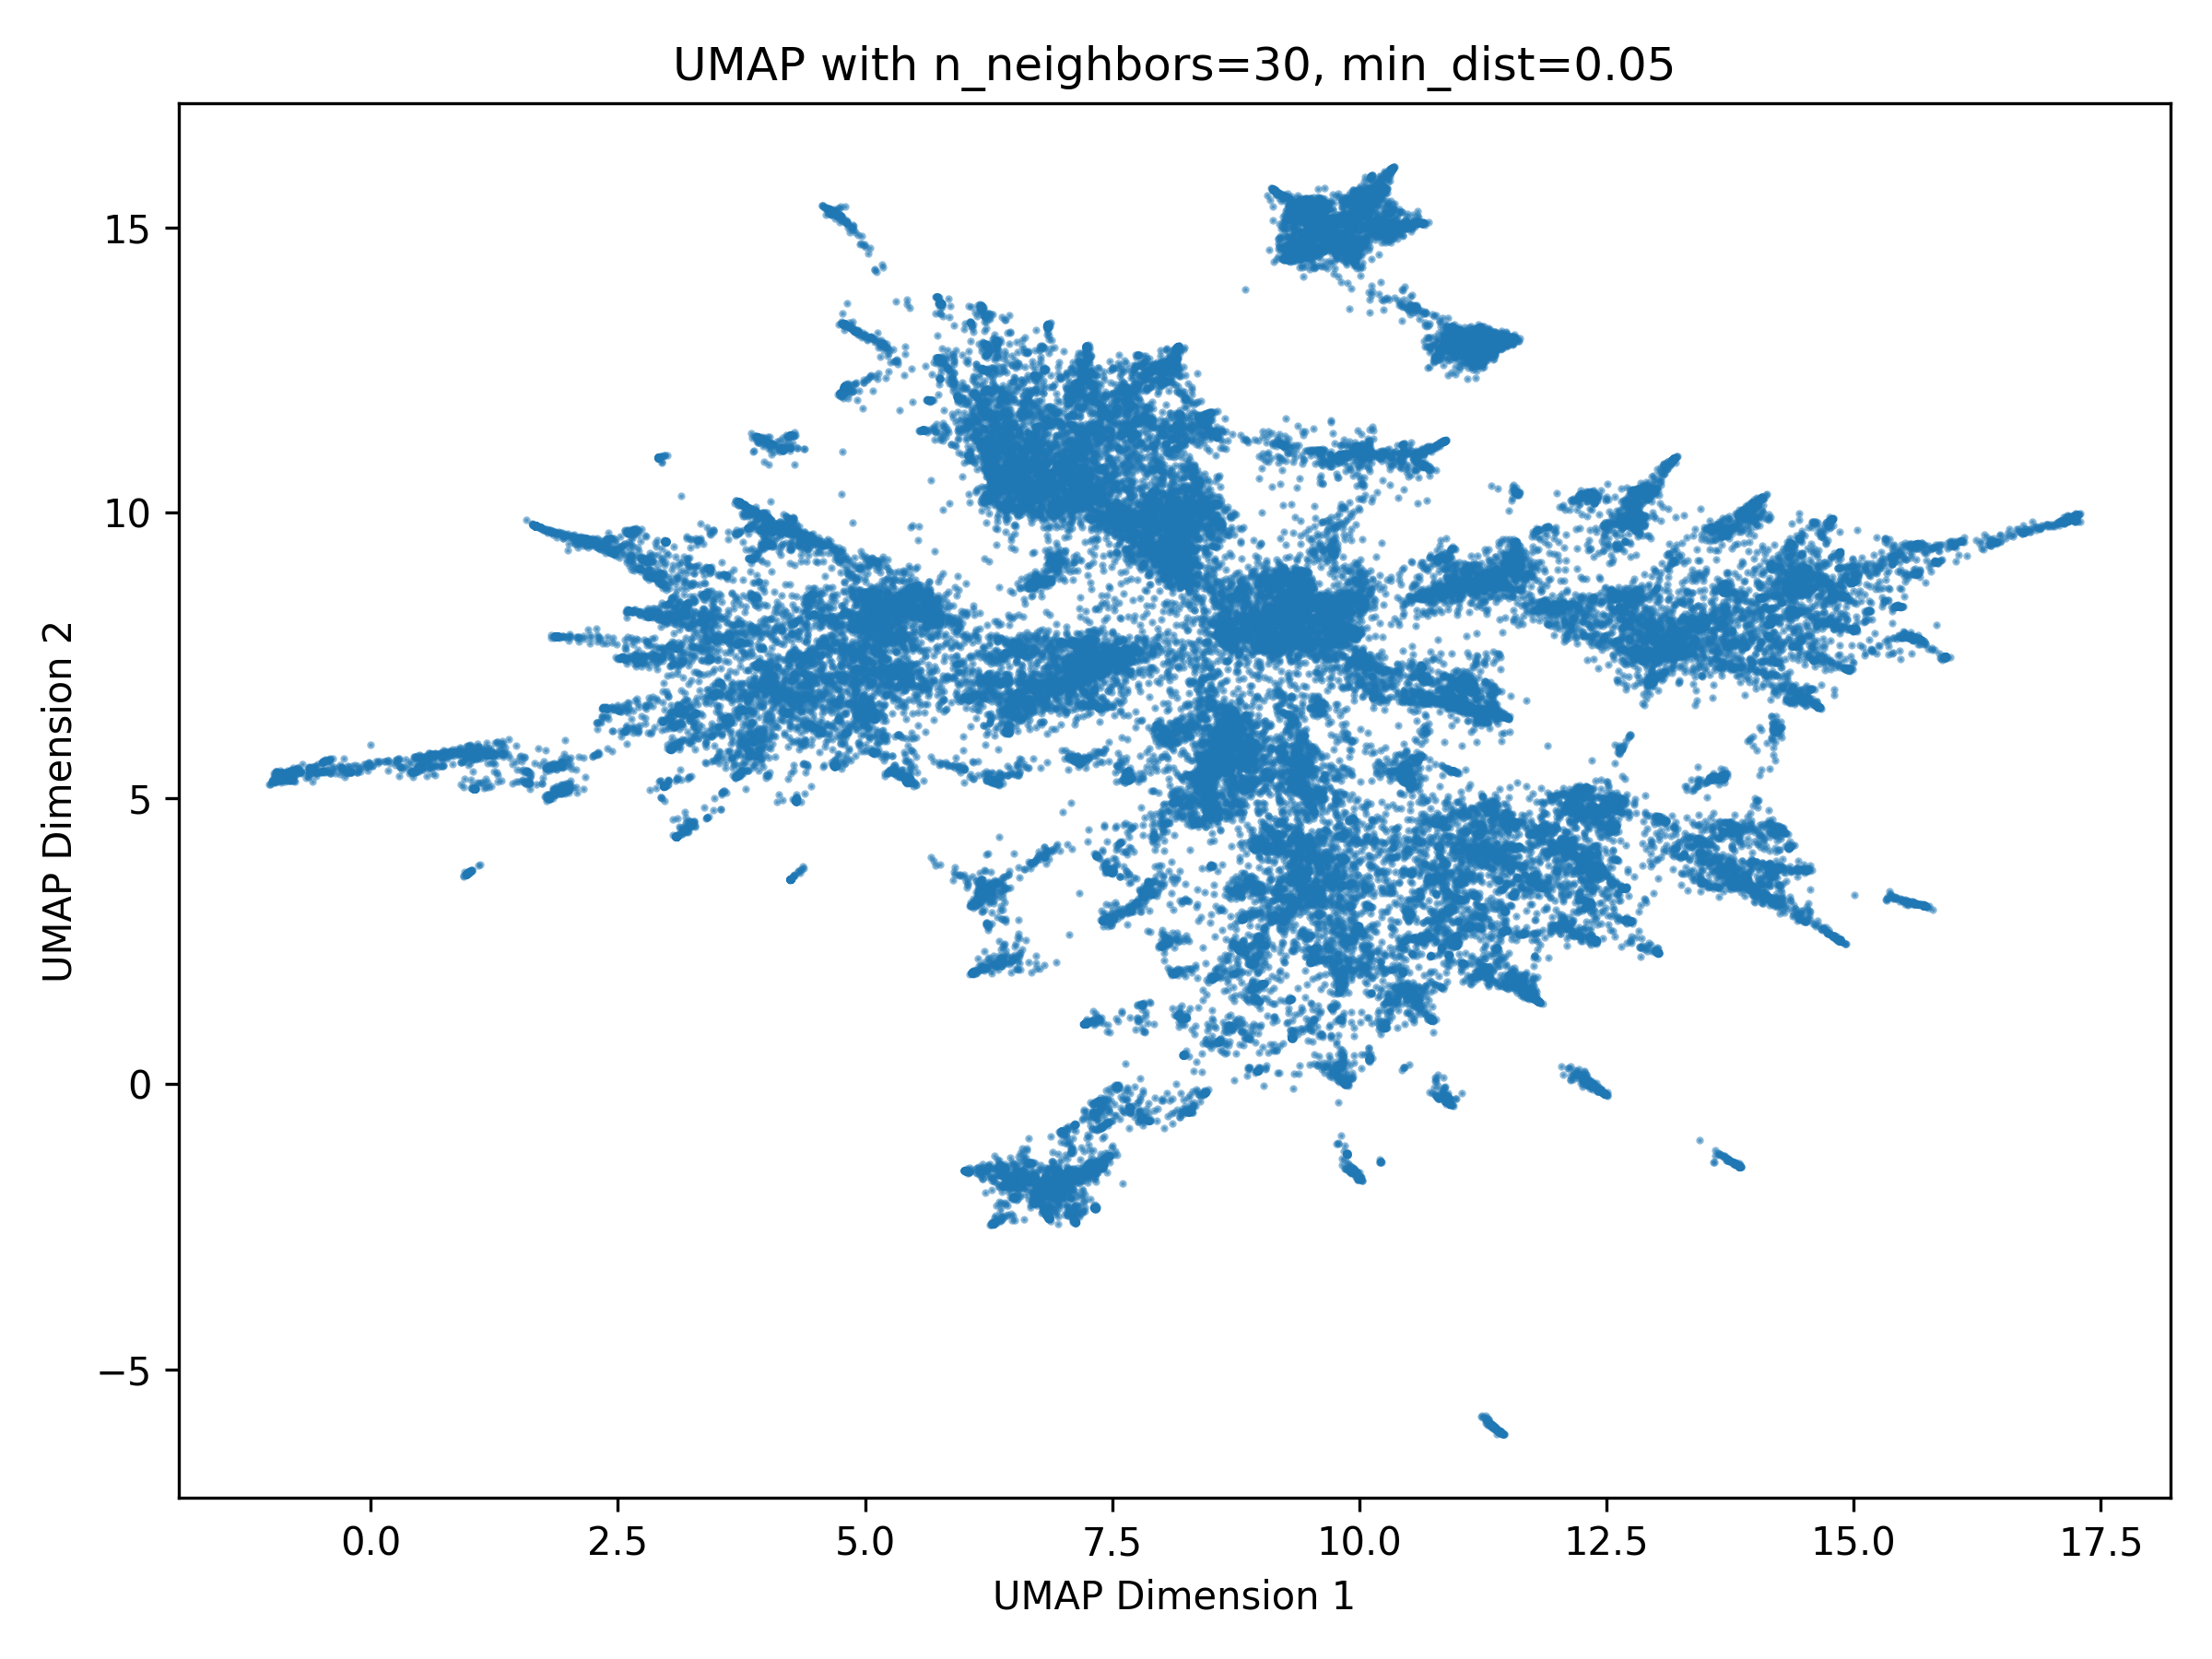 UMAP with n_neighbors=30, min_dist=0.05
15
10
5
0
−5
UMAP Dimension 2
0.0 2.5 5.0 7.5 10.0 12.5 15.0 17.5
UMAP Dimension 1